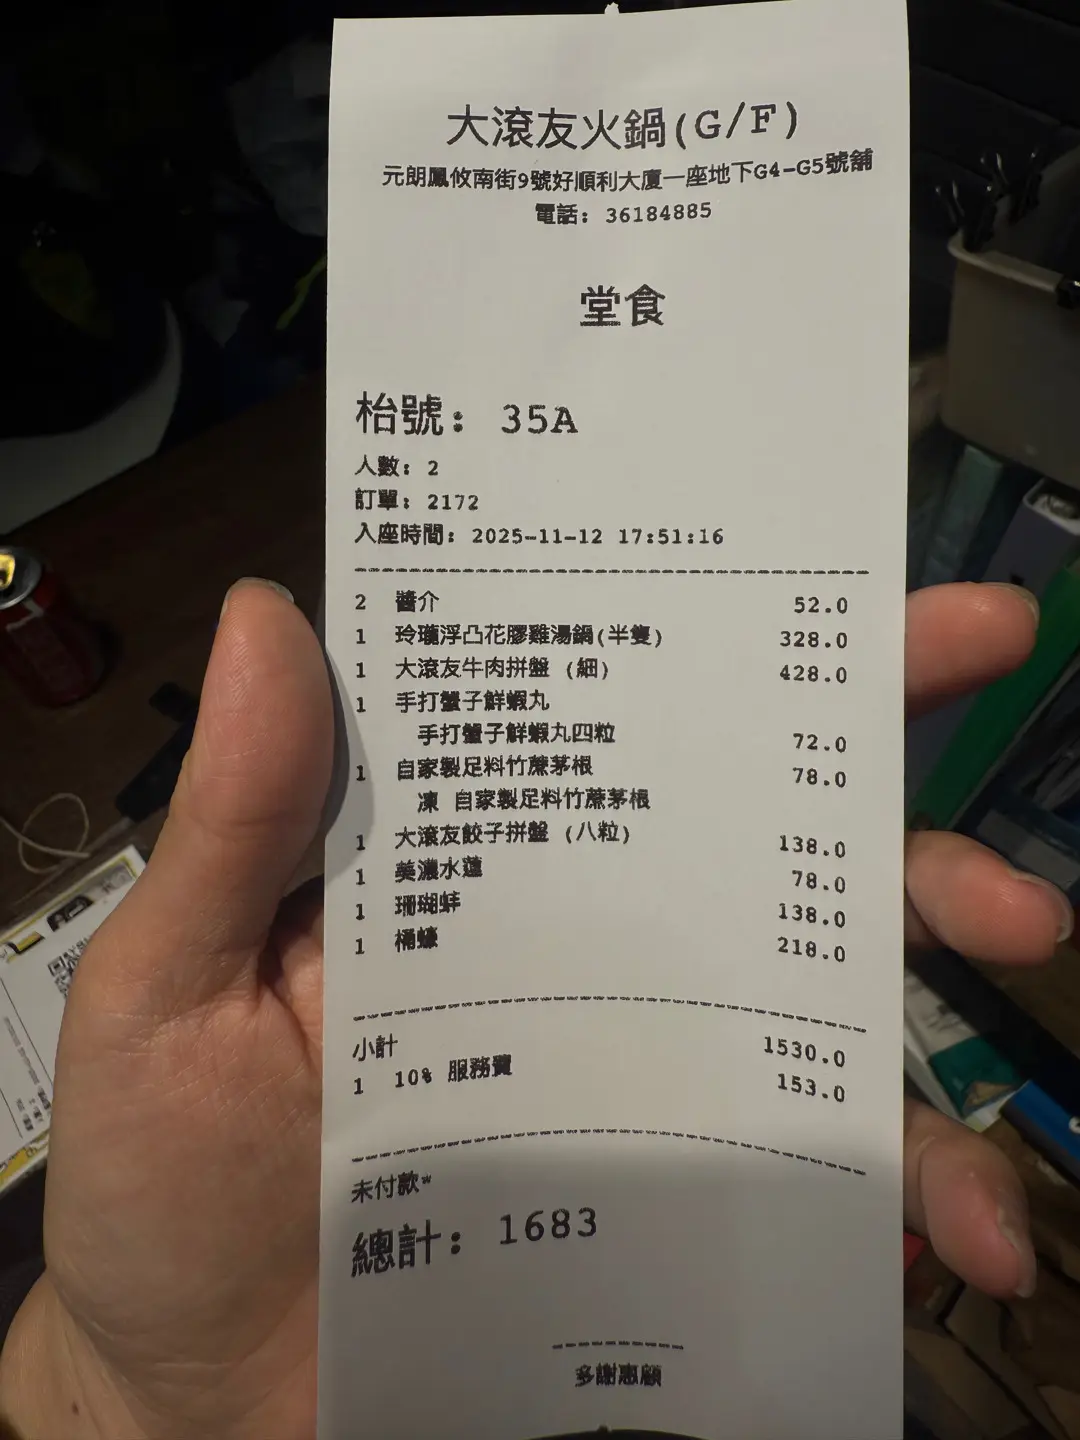 大滾友火鍋(G/F)
元朗鳳攸南街9號好順利大廈一座地下G4-G5號舖
電話: 36184885
堂食
枱號: 35A
人數: 2
訂單: 2172
入座時間: 2025-11-12 17:51:16
2 醬介 52.0
1 玲瓏浮凸花膠雞湯鍋(半隻) 328.0
1 大滾友牛肉拼盤 (細) 428.0
1 手打蟹子鮮蝦丸
手打蟹子鮮蝦丸四粒 72.0
1 自家製足料竹蔗茅根 78.0
凍 自家製足料竹蔗茅根
1 大滾友餃子拼盤 (八粒) 138.0
1 美濃水蓮 78.0
1 珊瑚蚌 138.0
1 桶蠔 218.0
小計 1530.0
1 10% 服務費 153.0
未付款*
總計: 1683
多謝惠顧